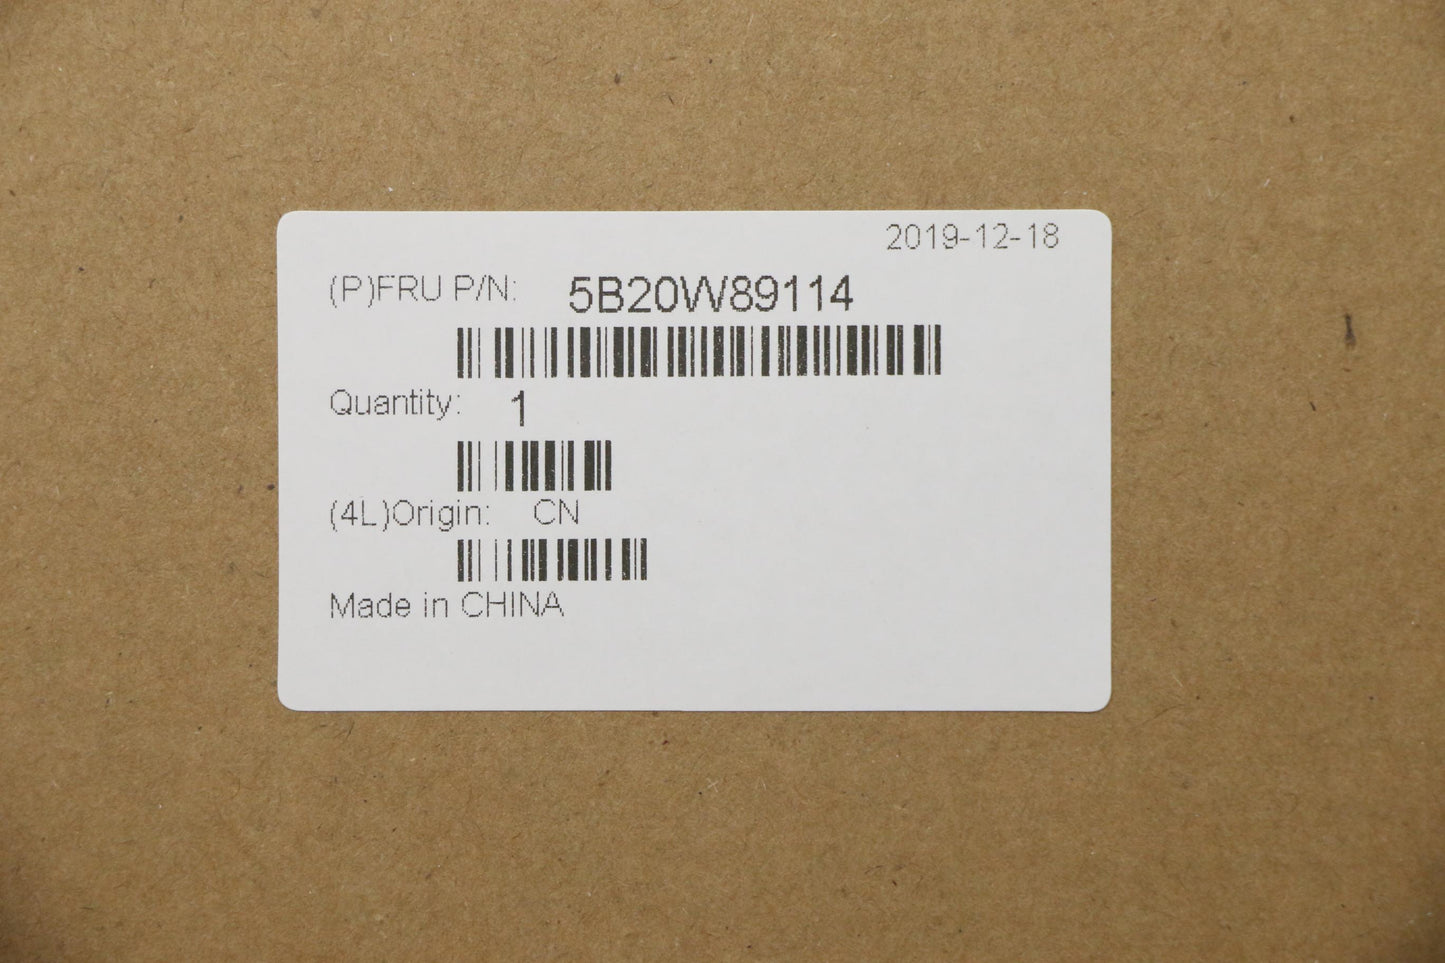 2019-12-18
(P)FRU P/N: 5B20W89114
Quantity: 1
(4L)Origin: CN
Made in CHINA